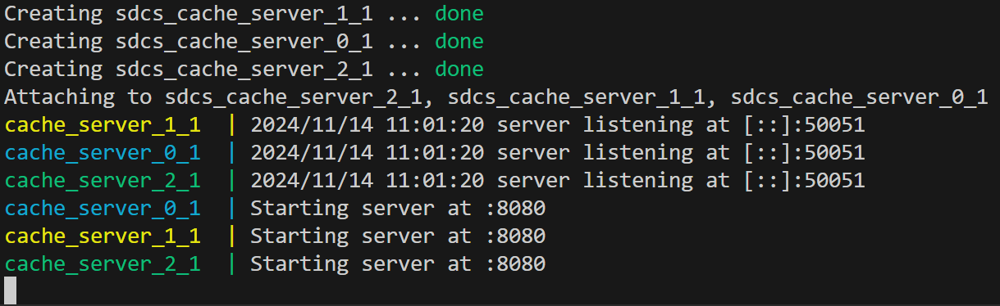 Creating sdcs_cache_server_1_1 ... done
Creating sdcs_cache_server_0_1 ... done
Creating sdcs_cache_server_2_1 ... done
Attaching to sdcs_cache_server_2_1, sdcs_cache_server_1_1, sdcs_cache_server_0_1
cache_server_1_1  | 2024/11/14 11:01:20 server listening at [::]:50051
cache_server_0_1  | 2024/11/14 11:01:20 server listening at [::]:50051
cache_server_2_1  | 2024/11/14 11:01:20 server listening at [::]:50051
cache_server_0_1  | Starting server at :8080
cache_server_1_1  | Starting server at :8080
cache_server_2_1  | Starting server at :8080